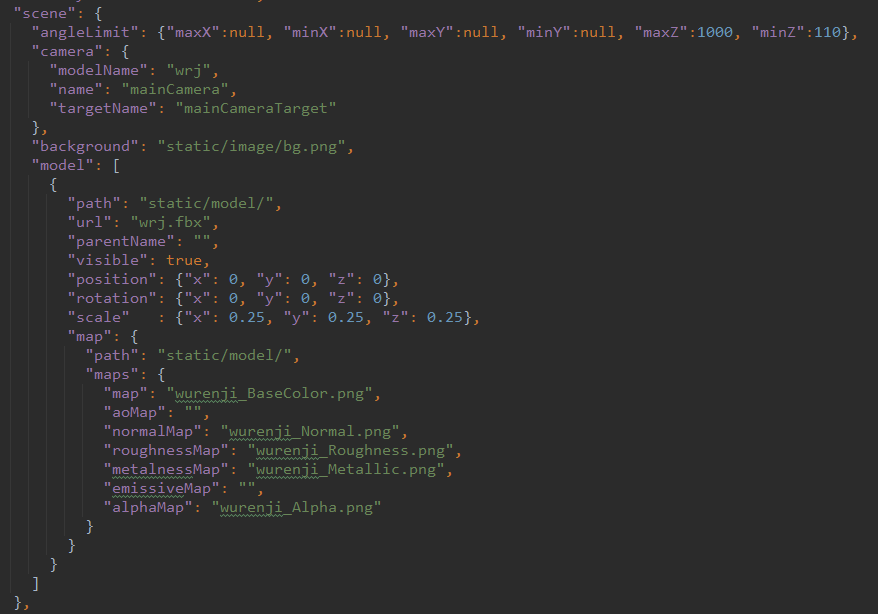 "scene": {
"angleLimit": {"maxX":null, "minX":null, "maxY":null, "minY":null, "maxZ":1000, "minZ":110},
"camera": {
"modelName": "wrj",
"name": "mainCamera",
"targetName": "mainCameraTarget"
},
"background": "static/image/bg.png",
"model": [
{
"path": "static/model/",
"url": "wrj.fbx",
"parentName": "",
"visible": true,
"position": {"x": 0, "y": 0, "z": 0},
"rotation": {"x": 0, "y": 0, "z": 0},
"scale"   : {"x": 0.25, "y": 0.25, "z": 0.25},
"map": {
"path": "static/model/",
"maps": {
"map": "wurenji_BaseColor.png",
"aoMap": "",
"normalMap": "wurenji_Normal.png",
"roughnessMap": "wurenji_Roughness.png",
"metalnessMap": "wurenji_Metallic.png",
"emissiveMap": "",
"alphaMap": "wurenji_Alpha.png"
}
}
}
]
},